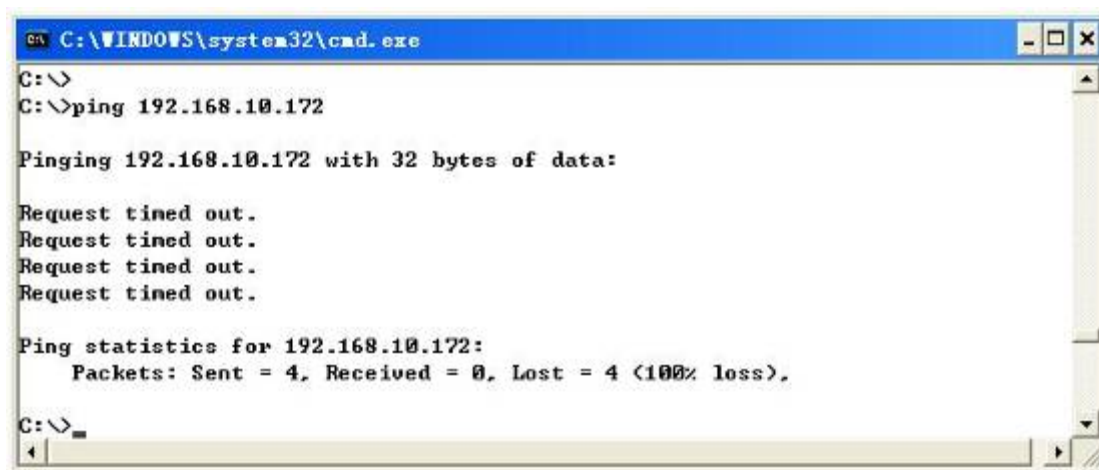 C:\WINDOWS\system32\cmd.exe
C:\>
C:\>ping 192.168.10.172
Pinging 192.168.10.172 with 32 bytes of data:
Request timed out.
Request timed out.
Request timed out.
Request timed out.
Ping statistics for 192.168.10.172:
Packets: Sent = 4, Received = 0, Lost = 4 (100% loss),
C:\>_